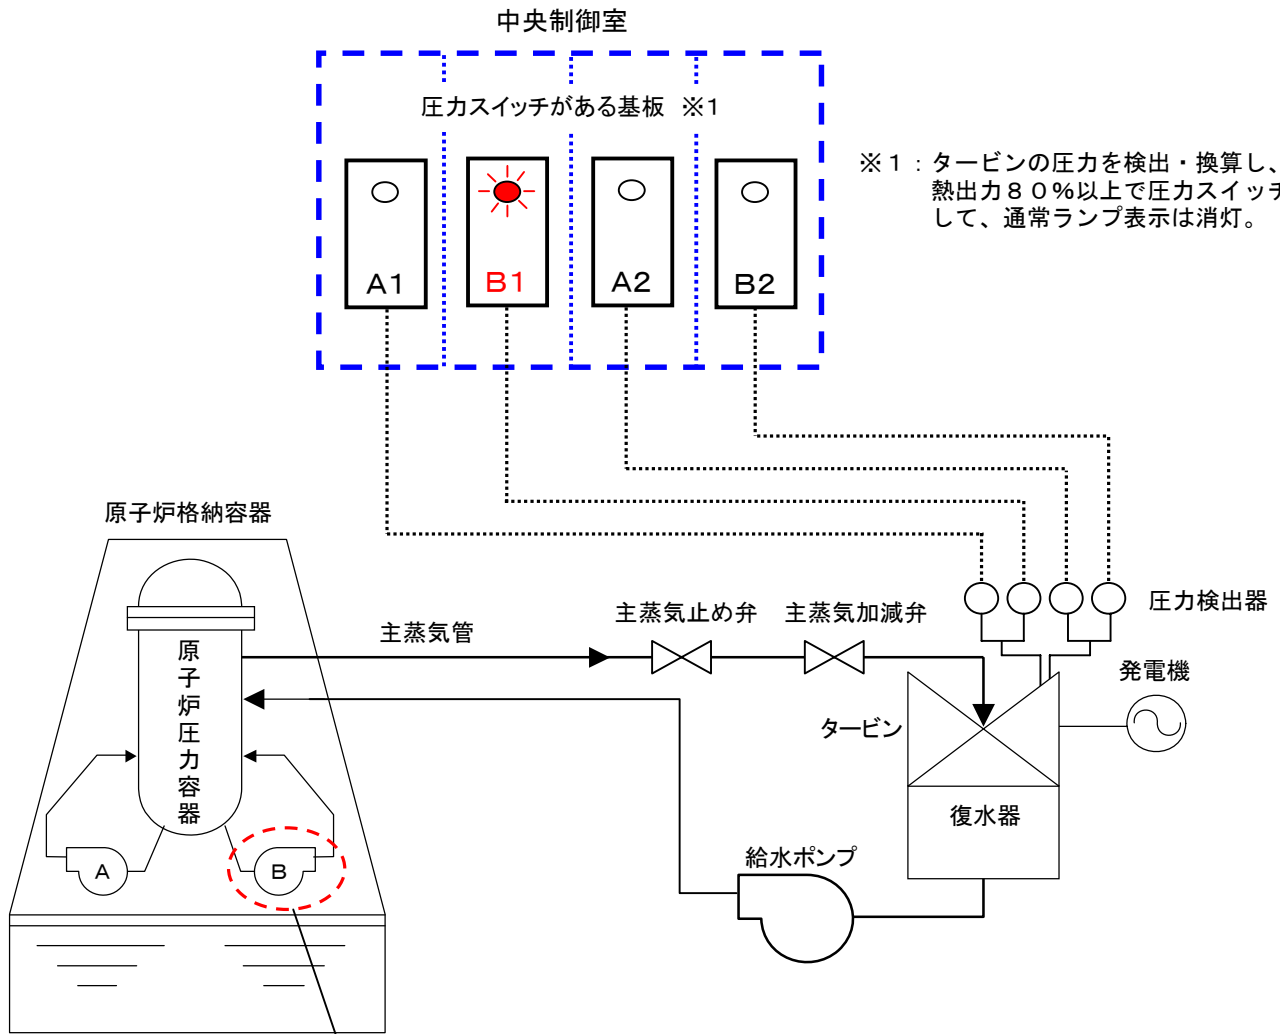 中央制御室
圧力スイッチがある基板 ※1
※１：タービンの圧力を検出・換算し、
熱出力８０％以上で圧力スイッチ
して、通常ランプ表示は消灯。
A1
B1
A2
B2
原子炉格納容器
圧力検出器
主蒸気管
主蒸気止め弁
主蒸気加減弁
原子炉圧力容器
発電機
タービン
復水器
給水ポンプ
A
B